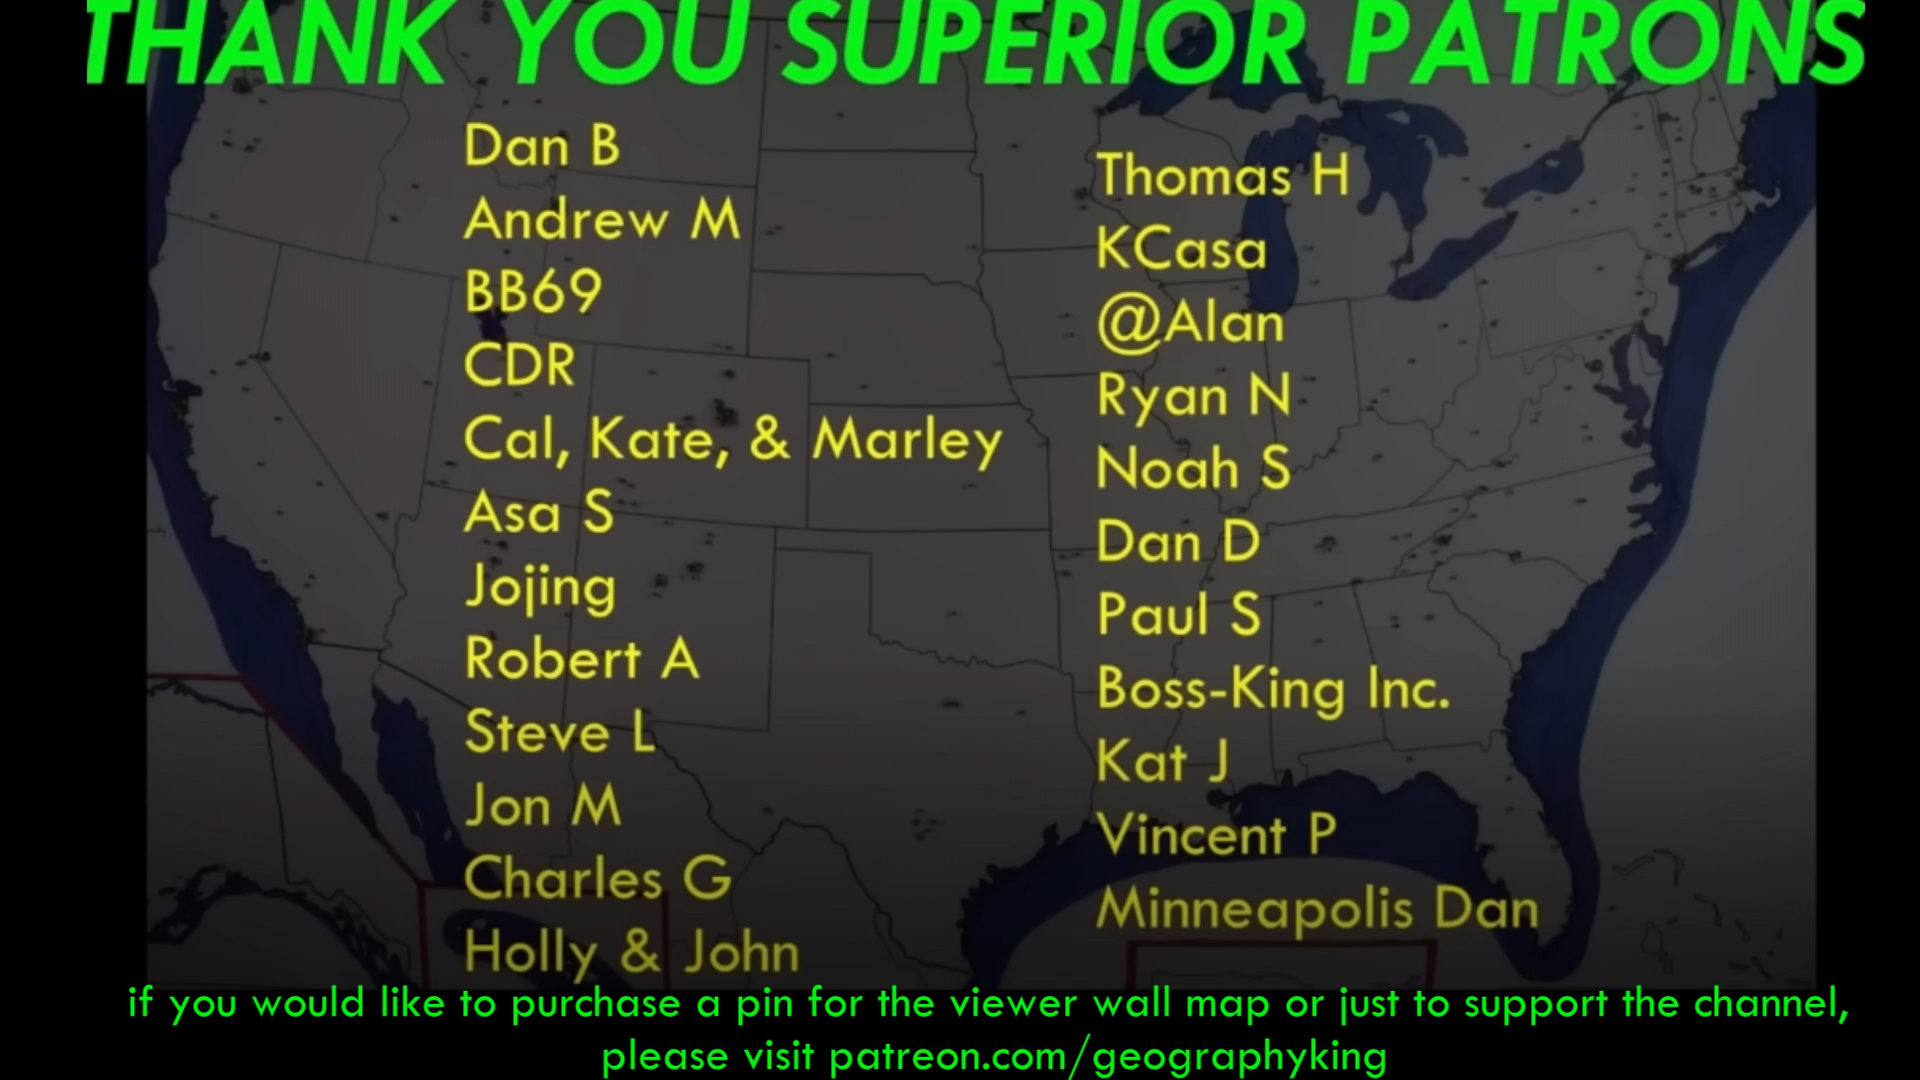 THANK YOU SUPERIOR PATRONS
Dan B
Andrew M
BB69
CDR
Cal, Kate, & Marley
Asa S
Jojing
Robert A
Steve L
Jon M
Charles G
Holly & John
Thomas H
KCasa
@Alan
Ryan N
Noah S
Dan D
Paul S
Boss-King Inc.
Kat J
Vincent P
Minneapolis Dan
if you would like to purchase a pin for the viewer wall map or just to support the channel,
please visit patreon.com/geographyking